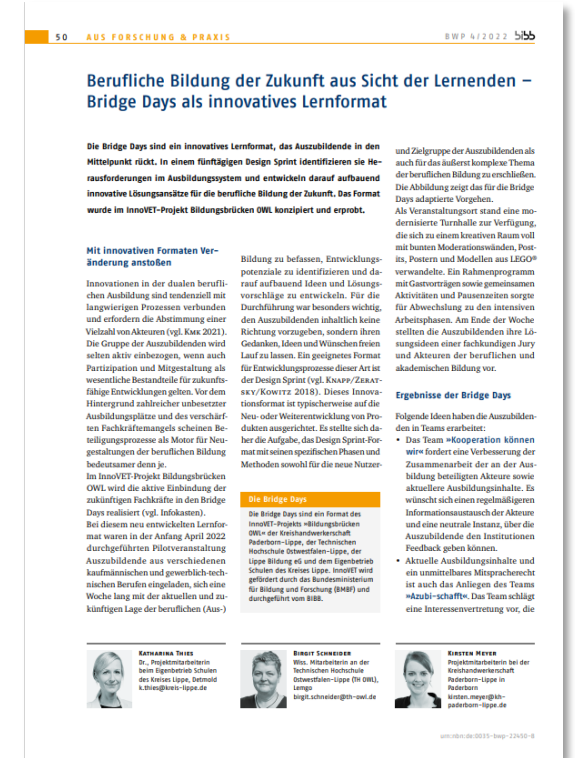 50 AUS FORSCHUNG & PRAXIS
BWP 4/2022 bibb
Berufliche Bildung der Zukunft aus Sicht der Lernenden –
Bridge Days als innovatives Lernformat
Die Bridge Days sind ein innovatives Lernformat, das Auszubildende in den
Mittelpunkt rückt. In einem fünftägigen Design Sprint identifizieren sie He-
rausforderungen im Ausbildungssystem und entwickeln darauf aufbauend
innovative Lösungsansätze für die berufliche Bildung der Zukunft. Das Format
wurde im InnoVET-Projekt Bildungsbrücken OWL konzipiert und erprobt.
Mit innovativen Formaten Ver-
änderung anstoßen
Innovationen in der dualen berufli-
chen Ausbildung sind tendenziell mit
langwierigen Prozessen verbunden
und erfordern die Abstimmung einer
Vielzahl von Akteuren (vgl. KMK 2021).
Die Gruppe der Auszubildenden wird
selten aktiv einbezogen, wenn auch
Partizipation und Mitgestaltung als
wesentliche Bestandteile für zukunfts-
fähige Entwicklungen gelten. Vor dem
Hintergrund zahlreicher unbesetzter
Ausbildungsplätze und des verschärf-
ten Fachkräftemangels scheinen Be-
teiligungsprozesse als Motor für Neu-
gestaltungen der beruflichen Bildung
bedeutsamer denn je.
Im InnoVET-Projekt Bildungsbrücken
OWL wird die aktive Einbindung der
zukünftigen Fachkräfte in den Bridge
Days realisiert (vgl. Infokasten).
Bei diesem neu entwickelten Lernfor-
mat waren in der Anfang April 2022
durchgeführten Pilotveranstaltung
Auszubildende aus verschiedenen
kaufmännischen und gewerblich-tech-
nischen Berufen eingeladen, sich eine
Woche lang mit der aktuellen und zu-
künftigen Lage der beruflichen (Aus-)
Bildung zu befassen, Entwicklungs-
potenziale zu identifizieren und da-
rauf aufbauend Ideen und Lösungs-
vorschläge zu entwickeln. Für die
Durchführung war besonders wichtig,
den Auszubildenden inhaltlich keine
Richtung vorzugeben, sondern ihren
Gedanken, Ideen und Wünschen freien
Lauf zu lassen. Ein geeignetes Format
für Entwicklungsprozesse dieser Art ist
der Design Sprint (vgl. KNAPP/ZERAT-
SKY/KOWITZ 2018). Dieses Innova-
tionsformat ist typischerweise auf die
Neu- oder Weiterentwicklung von Pro-
dukten ausgerichtet. Es stellte sich da-
her die Aufgabe, das Design Sprint-For-
mat mit seinen spezifischen Phasen und
Methoden sowohl für die neue Nutzer-
Die Bridge Days
Die Bridge Days sind ein Format des
InnoVET-Projekts »Bildungsbrücken
OWL« der Kreishandwerkerschaft
Paderborn-Lippe, der Technischen
Hochschule Ostwestfalen-Lippe, der
Lippe Bildung eG und dem Eigenbetrieb
Schulen des Kreises Lippe. InnoVET wird
gefördert durch das Bundesministerium
für Bildung und Forschung (BMBF) und
durchgeführt vom BIBB.
und Zielgruppe der Auszubildenden als
auch für das äußerst komplexe Thema
der beruflichen Bildung zu erschließen.
Die Abbildung zeigt das für die Bridge
Days adaptierte Vorgehen.
Als Veranstaltungsort stand eine mo-
dernisierte Turnhalle zur Verfügung,
die sich zu einem kreativen Raum voll
mit bunten Moderationswänden, Post-
its, Postern und Modellen aus LEGO®
verwandelte. Ein Rahmenprogramm
mit Gastvorträgen sowie gemeinsamen
Aktivitäten und Pausenzeiten sorgte
für Abwechslung zu den intensiven
Arbeitsphasen. Am Ende der Woche
stellten die Auszubildenden ihre Lö-
sungsideen einer fachkundigen Jury
und Akteuren der beruflichen und
akademischen Bildung vor.
Ergebnisse der Bridge Days
Folgende Ideen haben die Auszubilden-
den in Teams erarbeitet:
• Das Team »Kooperation können
wir« fordert eine Verbesserung der
Zusammenarbeit der an der Aus-
bildung beteiligten Akteure sowie
aktuellere Ausbildungsinhalte. Es
wünscht sich einen regelmäßigeren
Informationsaustausch der Akteure
und eine neutrale Instanz, über die
Auszubildende den Institutionen
Feedback geben können.
• Aktuelle Ausbildungsinhalte und
ein unmittelbares Mitspracherecht
ist auch das Anliegen des Teams
»Azubi-schafft«. Das Team schlägt
eine Interessenvertretung vor, die
KATHARINA THIES
Dr., Projektmitarbeiterin
beim Eigenbetrieb Schulen
des Kreises Lippe, Detmold
k.thies@kreis-lippe.de
BIRGIT SCHNEIDER
Wiss. Mitarbeiterin an der
Technischen Hochschule
Ostwestfalen-Lippe (TH OWL),
Lemgo
birgit.schneider@th-owl.de
KIRSTEN MEYER
Projektmitarbeiterin bei der
Kreishandwerkerschaft
Paderborn-Lippe in
Paderborn
kirsten.meyer@kh-
paderborn-lippe.de
urn:nbn:de:0035-bwp-22450-8